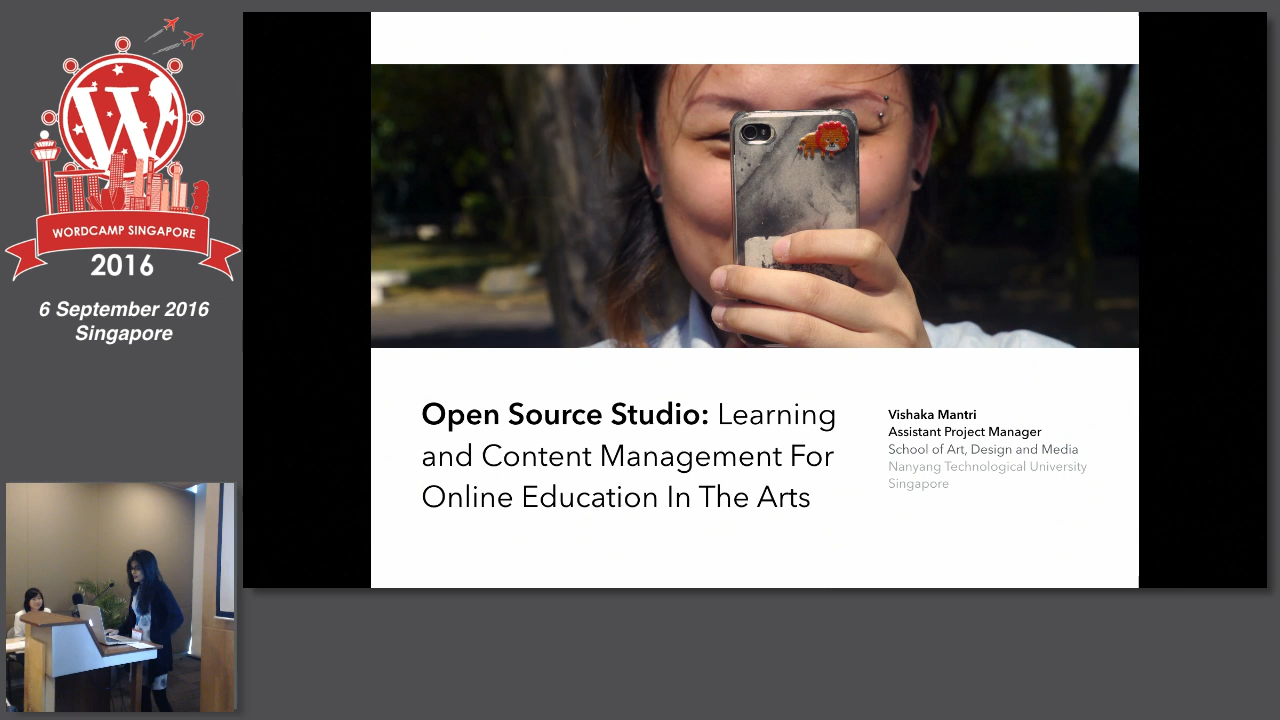 W
WORDCAMP SINGAPORE
2016
6 September 2016
Singapore
Open Source Studio: Learning
and Content Management For
Online Education In The Arts
Vishaka Mantri
Assistant Project Manager
School of Art, Design and Media
Nanyang Technological University
Singapore